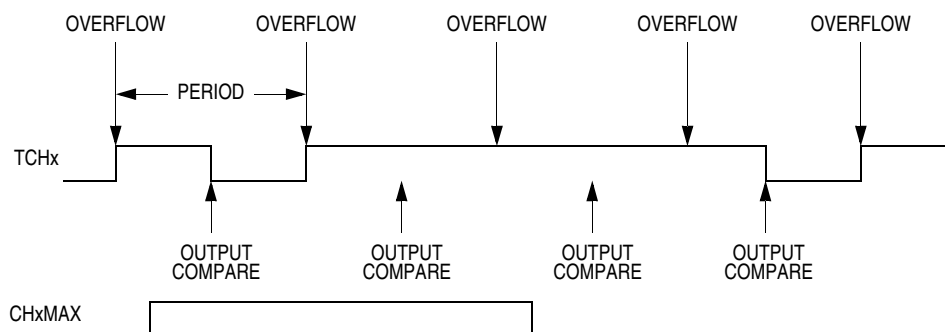 OVERFLOW OVERFLOW OVERFLOW OVERFLOW OVERFLOW
PERIOD
TCHx
OUTPUT COMPARE
OUTPUT COMPARE
OUTPUT COMPARE
OUTPUT COMPARE
CHxMAX